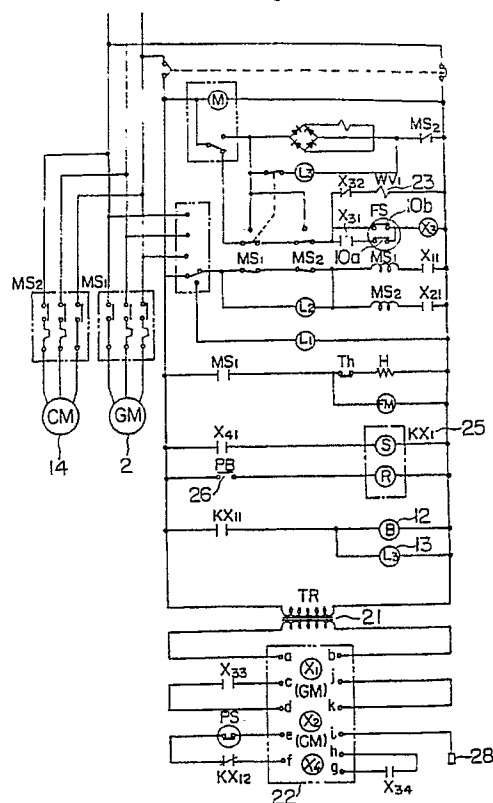 M
MS2
L3
X32
WV1
23
X31
FS
10b
X3
10a
MS1
MS2
MS1
X11
MS2
MS1
L2
MS2
X21
L1
MS1
Th
H
FM
CM
GM
14
2
X41
S
KX1
25
PB
26
R
KX11
B
12
L3
13
TR
21
a
b
X33
c
X1
(GM)
j
d
X2
(GM)
k
PS
e
i
f
X4
h
g
KX12
X34
28
22